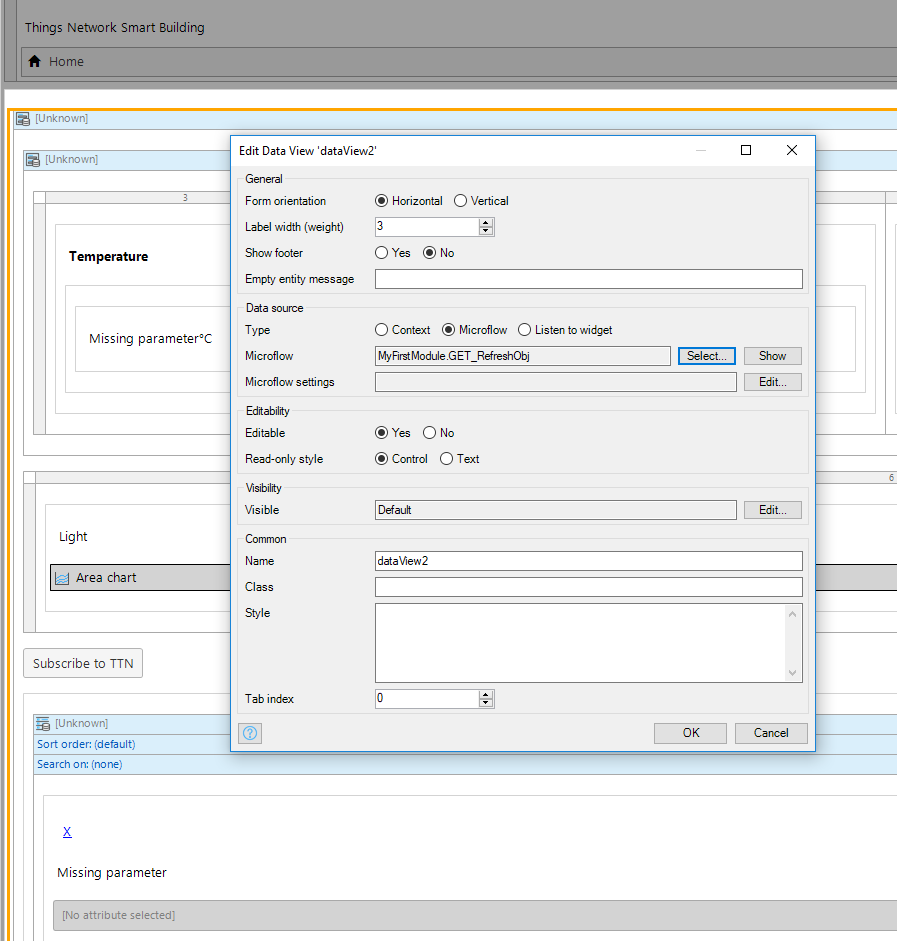 Things Network Smart Building
Home
[Unknown]
[Unknown]
3
Temperature
Missing parameter°C
Edit Data View 'dataView2'
General
Form orientation Horizontal Vertical
Label width (weight) 3
Show footer Yes No
Empty entity message
Data source
Type Context Microflow Listen to widget
Microflow MyFirstModule.GET_RefreshObj Select... Show
Microflow settings Edit...
Editability
Editable Yes No
Read-only style Control Text
Visibility
Visible Default Edit...
Common
Name dataView2
Class
Style
Tab index 0
? OK Cancel
6
Light
Area chart
Subscribe to TTN
[Unknown]
Sort order: (default)
Search on: (none)
X
Missing parameter
[No attribute selected]